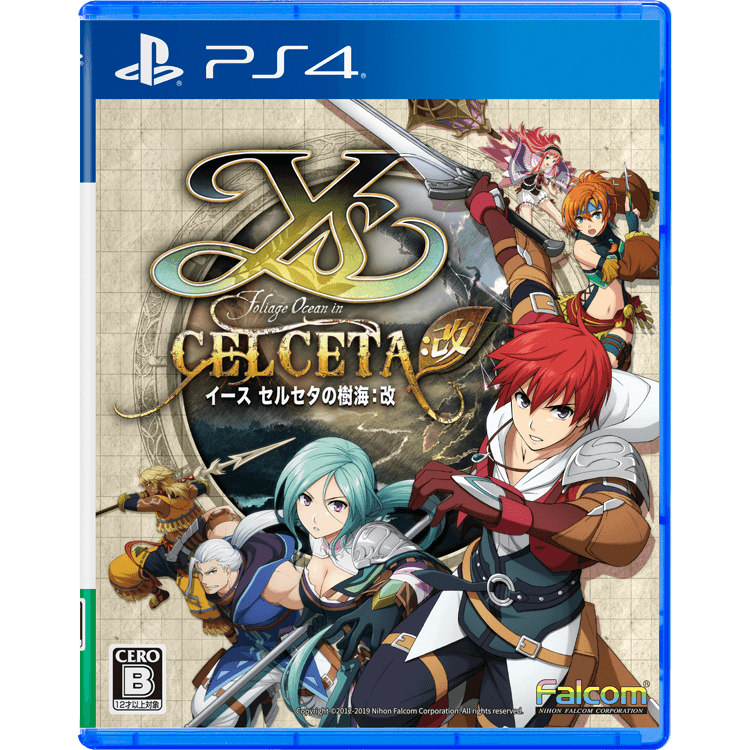 PS4
Ys
Foliage Ocean in
CELCETA:改
イース セルセタの樹海:改
CERO
B
12才以上対象
Falcom
NIHON FALCOM CORPORATION
Copyright ©2012-2019 Nihon Falcom Corporation. All rights reserved.